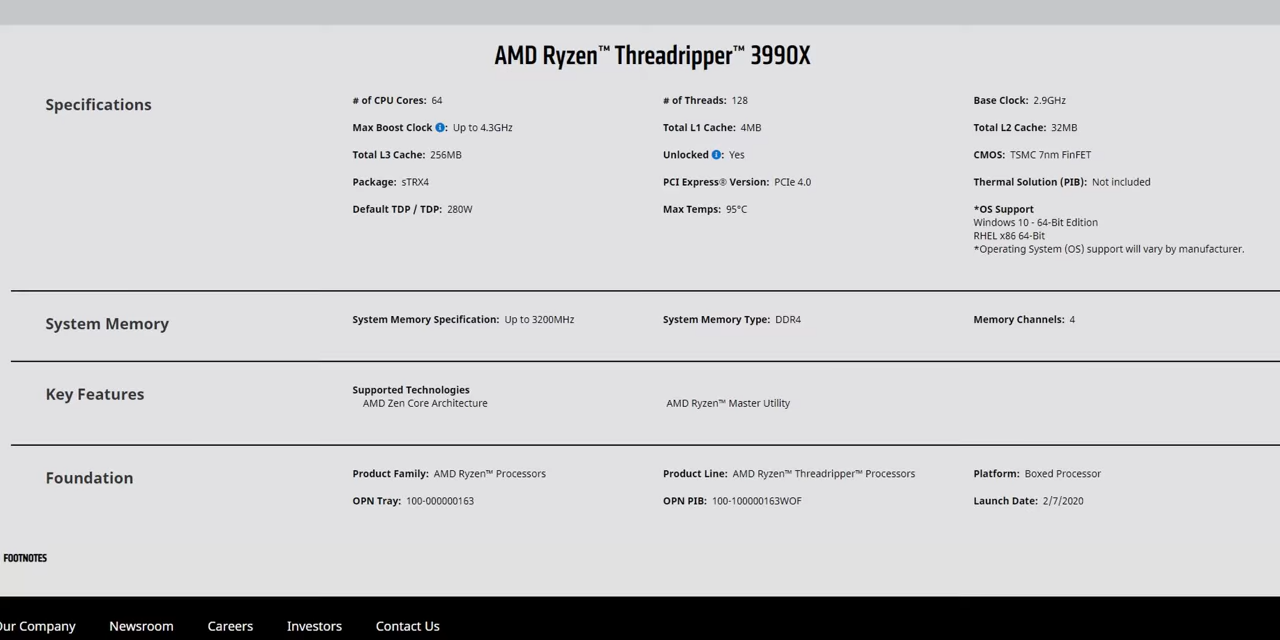 AMD Ryzen™ Threadripper™ 3990X
Specifications
# of CPU Cores: 64
# of Threads: 128
Base Clock: 2.9GHz
Max Boost Clock : Up to 4.3GHz
Total L1 Cache: 4MB
Total L2 Cache: 32MB
Total L3 Cache: 256MB
Unlocked : Yes
CMOS: TSMC 7nm FinFET
Package: sTRX4
PCI Express® Version: PCIe 4.0
Thermal Solution (PIB): Not included
Default TDP / TDP: 280W
Max Temps: 95°C
*OS Support
Windows 10 - 64-Bit Edition
RHEL x86 64-Bit
*Operating System (OS) support will vary by manufacturer.
System Memory
System Memory Specification: Up to 3200MHz
System Memory Type: DDR4
Memory Channels: 4
Key Features
Supported Technologies
AMD Zen Core Architecture
AMD Ryzen™ Master Utility
Foundation
Product Family: AMD Ryzen™ Processors
Product Line: AMD Ryzen™ Threadripper™ Processors
Platform: Boxed Processor
OPN Tray: 100-000000163
OPN PIB: 100-100000163WOF
Launch Date: 2/7/2020
FOOTNOTES
Our Company
Newsroom
Careers
Investors
Contact Us